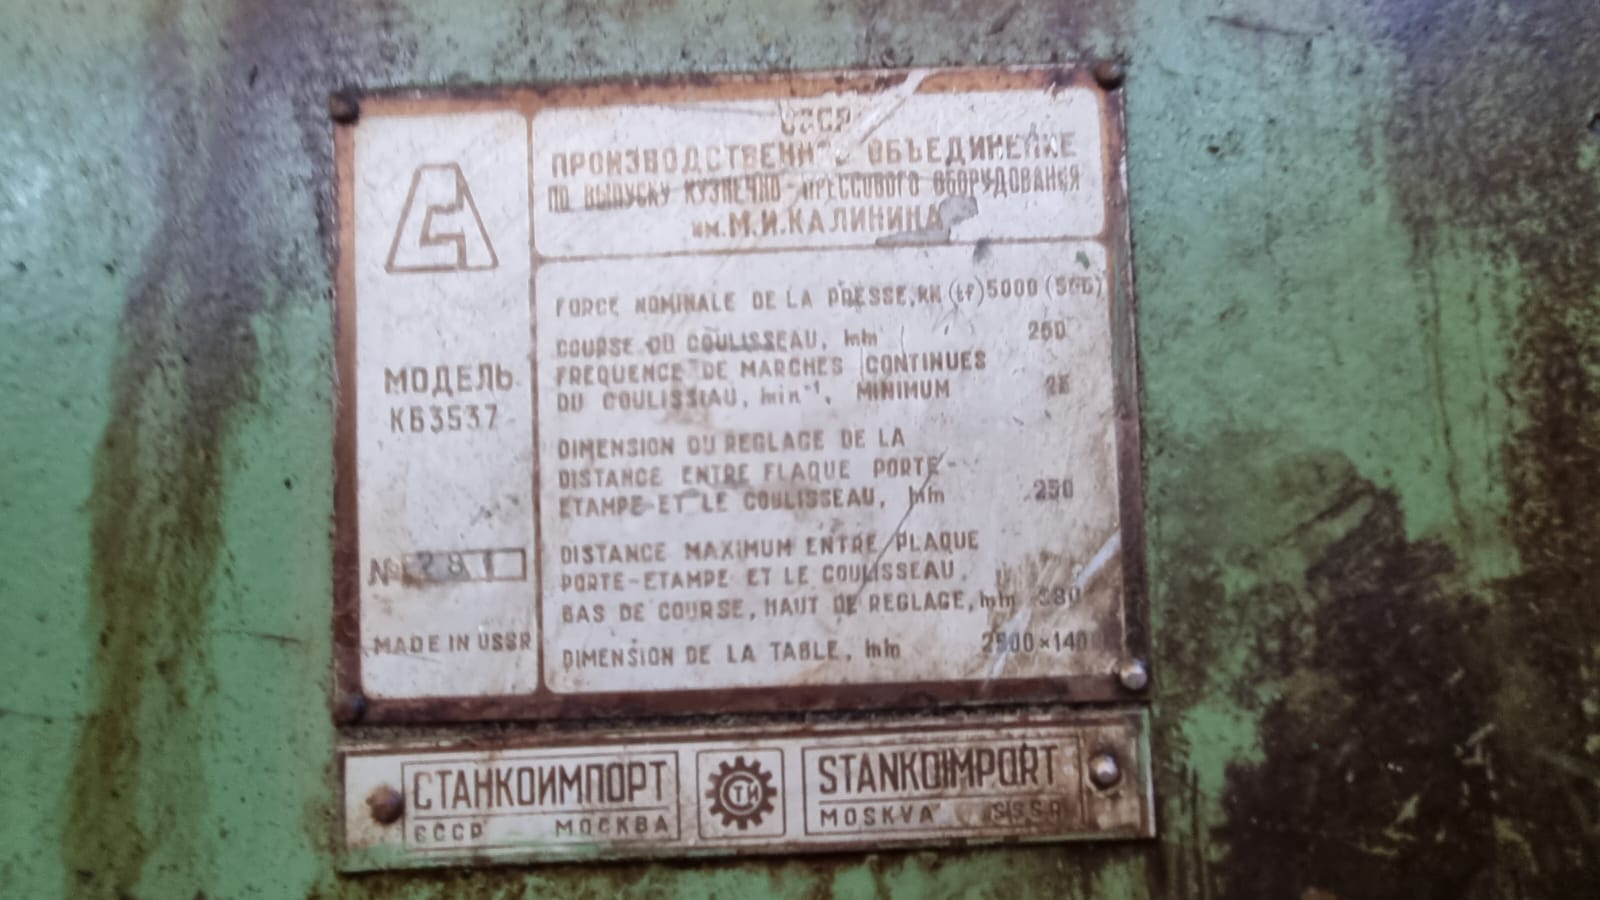 СССР
ПРОИЗВОДСТВЕННОЕ ОБЪЕДИНЕНИЕ
ПО ВЫПУСКУ КУЗНЕЧНО-ПРЕССОВОГО ОБОРУДОВАНИЯ
им. М.И.КАЛИНИНА
МОДЕЛЬ
КБ3537
№ 281
MADE IN USSR
FORCE NOMINALE DE LA PRESSE, KN (tf) 5000 (500)
COURSE DU COULISSEAU, mm 250
FREQUENCE DE MARCHES CONTINUES
DU COULISSEAU, min⁻¹, MINIMUM
DIMENSION DU REGLAGE DE LA
DISTANCE ENTRE PLAQUE PORTE-
ETAMPE ET LE COULISSEAU, mm 250
DISTANCE MAXIMUM ENTRE PLAQUE
PORTE-ETAMPE ET LE COULISSEAU,
BAS DE COURSE, HAUT DE REGLAGE, mm
DIMENSION DE LA TABLE, mm
СТАНКОИМПОРТ
СССР МОСКВА
СТИ
STANKOIMPORT
MOSKVA SSSR